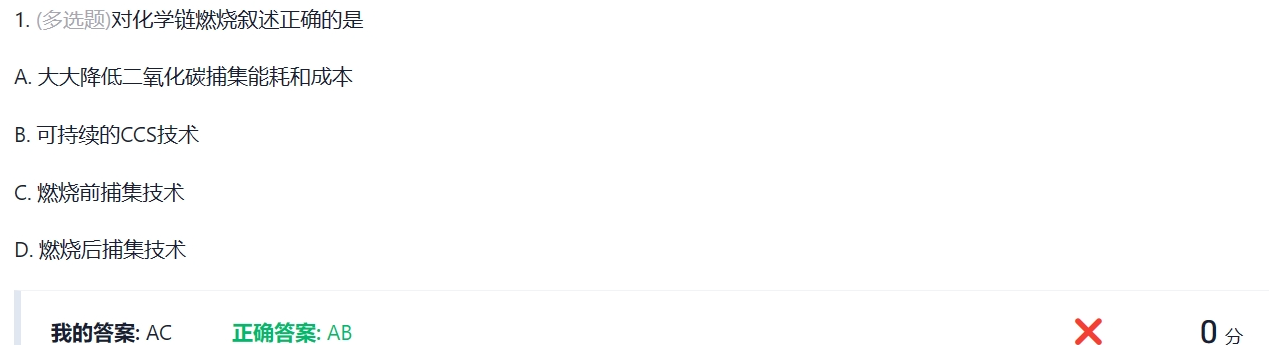 1. (多选题)对化学链燃烧叙述正确的是
A. 大大降低二氧化碳捕集能耗和成本
B. 可持续的CCS技术
C. 燃烧前捕集技术
D. 燃烧后捕集技术
我的答案: AC 正确答案: AB 0 分